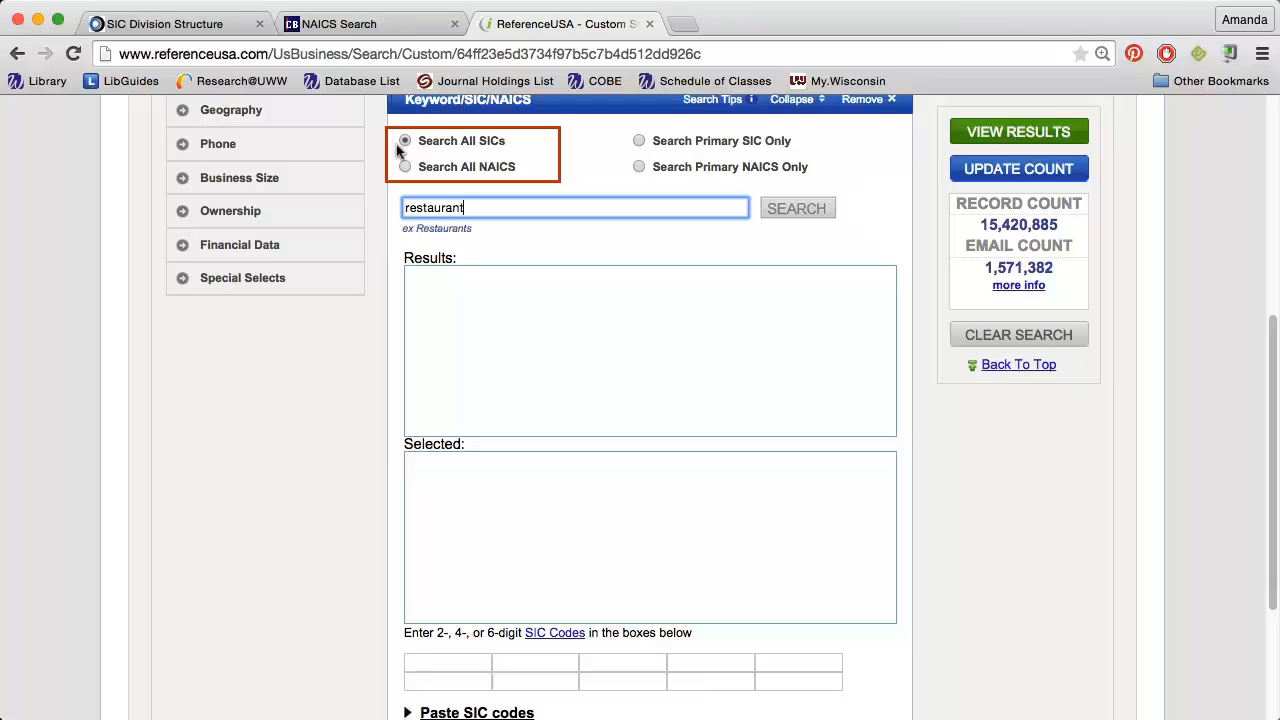 SIC Division Structure
NAICS Search
ReferenceUSA - Custom S
Amanda
www.referenceusa.com/UsBusiness/Search/Custom/64ff23e5d3734f97b5c7b4d512dd926c
Library
LibGuides
Research@UWW
Database List
Journal Holdings List
COBE
Schedule of Classes
My.Wisconsin
Other Bookmarks
Geography
Phone
Business Size
Ownership
Financial Data
Special Selects
Keyword/SIC/NAICS
Search Tips
Collapse
Remove
Search All SICs
Search Primary SIC Only
Search All NAICS
Search Primary NAICS Only
restaurant
SEARCH
ex Restaurants
Results:
Selected:
Enter 2-, 4-, or 6-digit SIC Codes in the boxes below
Paste SIC codes
VIEW RESULTS
UPDATE COUNT
RECORD COUNT
15,420,885
EMAIL COUNT
1,571,382
more info
CLEAR SEARCH
Back To Top